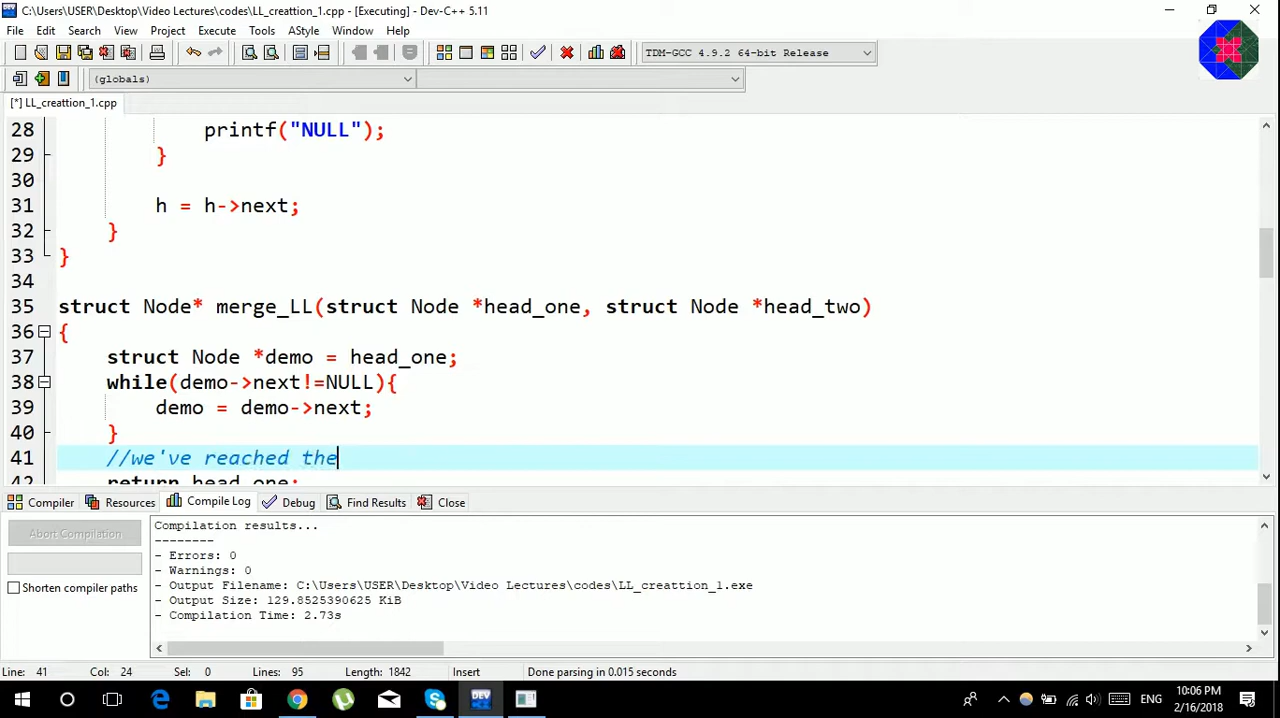 C:\Users\USER\Desktop\Video Lectures\codes\LL_creattion_1.cpp - [Executing] - Dev-C++ 5.11
File Edit Search View Project Execute Tools AStyle Window Help
TDM-GCC 4.9.2 64-bit Release
(globals)
[*] LL_creattion_1.cpp
28 printf("NULL");
29 }
30
31 h = h->next;
32 }
33 }
34
35 struct Node* merge_LL(struct Node *head_one, struct Node *head_two)
36 {
37 struct Node *demo = head_one;
38 while(demo->next!=NULL){
39 demo = demo->next;
40 }
41 //we've reached the
42 return head_one;
Compiler Resources Compile Log Debug Find Results Close
Abort Compilation
Shorten compiler paths
Compilation results...
--------
- Errors: 0
- Warnings: 0
- Output Filename: C:\Users\USER\Desktop\Video Lectures\codes\LL_creattion_1.exe
- Output Size: 129.8525390625 KiB
- Compilation Time: 2.73s
Line: 41 Col: 24 Sel: 0 Lines: 95 Length: 1842 Insert Done parsing in 0.015 seconds
ENG
10:06 PM
2/16/2018